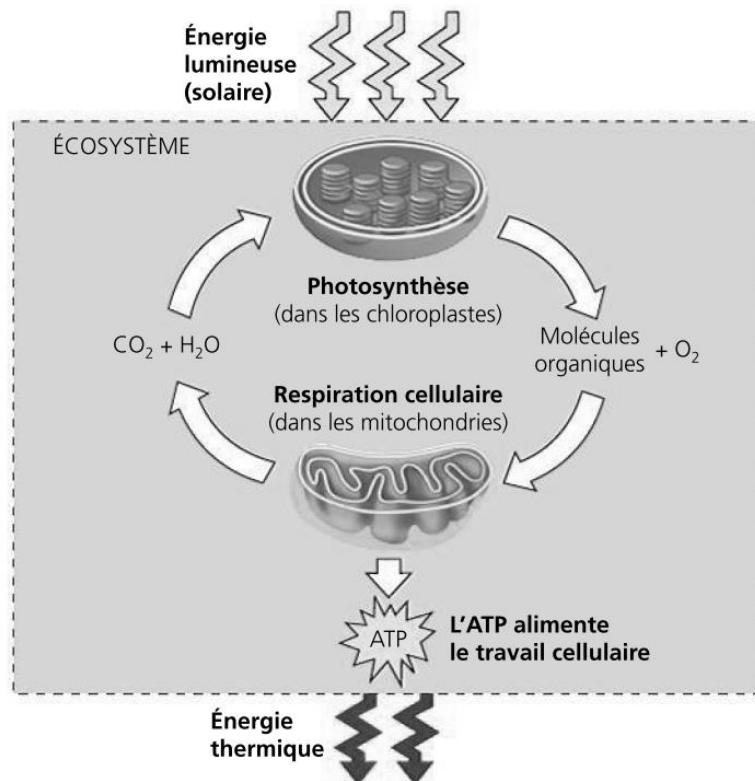 Énergie
lumineuse
(solaire)
ÉCOSYSTÈME
Photosynthèse
(dans les chloroplastes)
CO₂ + H₂O
Molécules
organiques + O₂
Respiration cellulaire
(dans les mitochondries)
ATP
L'ATP alimente
le travail cellulaire
Énergie
thermique